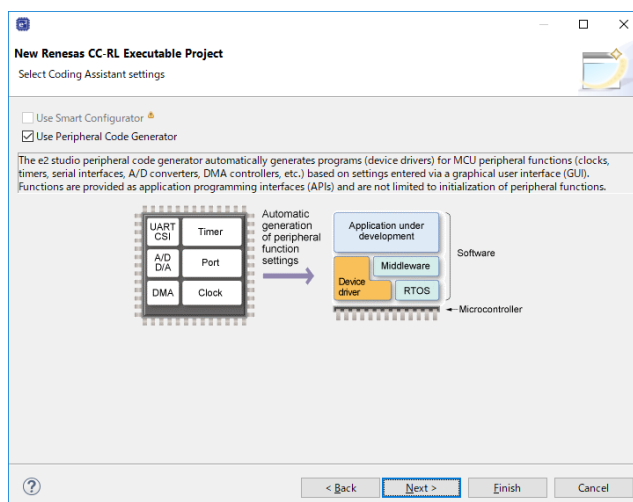 e²
New Renesas CC-RL Executable Project
Select Coding Assistant settings
Use Smart Configurator
Use Peripheral Code Generator
The e2 studio peripheral code generator automatically generates programs (device drivers) for MCU peripheral functions (clocks,
timers, serial interfaces, A/D converters, DMA controllers, etc.) based on settings entered via a graphical user interface (GUI).
Functions are provided as application programming interfaces (APIs) and are not limited to initialization of peripheral functions.
UART
CSI
Timer
A/D
D/A
Port
DMA
Clock
Automatic
generation
of peripheral
function
settings
Application under
development
Middleware
Device
driver
RTOS
Software
Microcontroller
?
< Back
Next >
Finish
Cancel